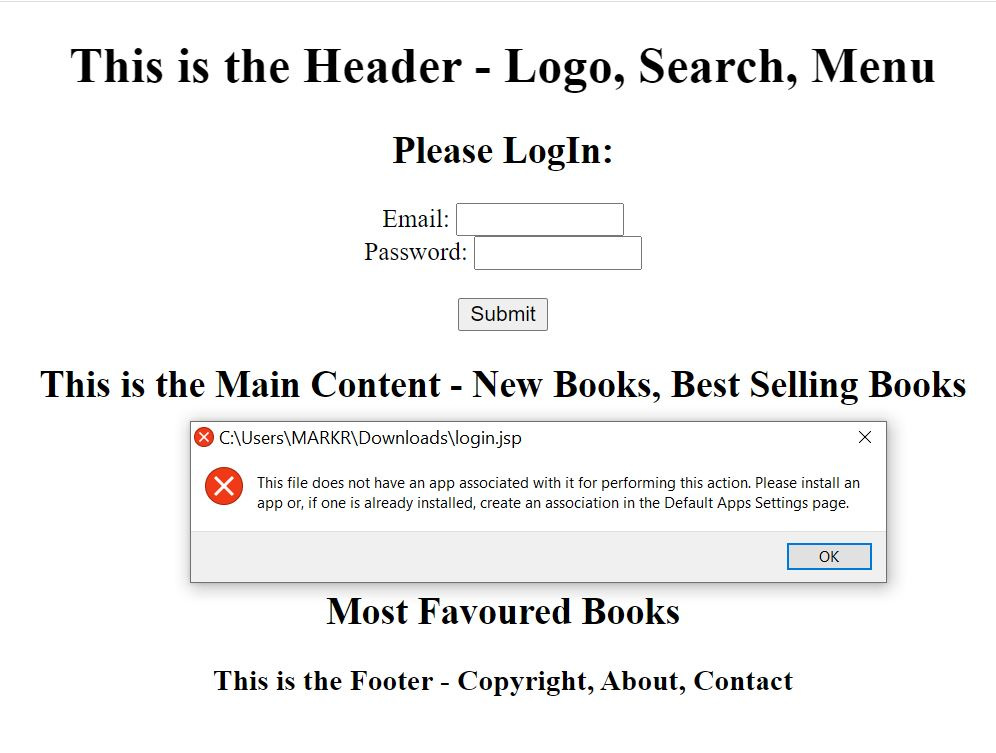 This is the Header - Logo, Search, Menu
Please LogIn:
Email:
Password:
Submit
This is the Main Content - New Books, Best Selling Books
C:\Users\MARKR\Downloads\login.jsp
This file does not have an app associated with it for performing this action. Please install an
app or, if one is already installed, create an association in the Default Apps Settings page.
OK
Most Favoured Books
This is the Footer - Copyright, About, Contact